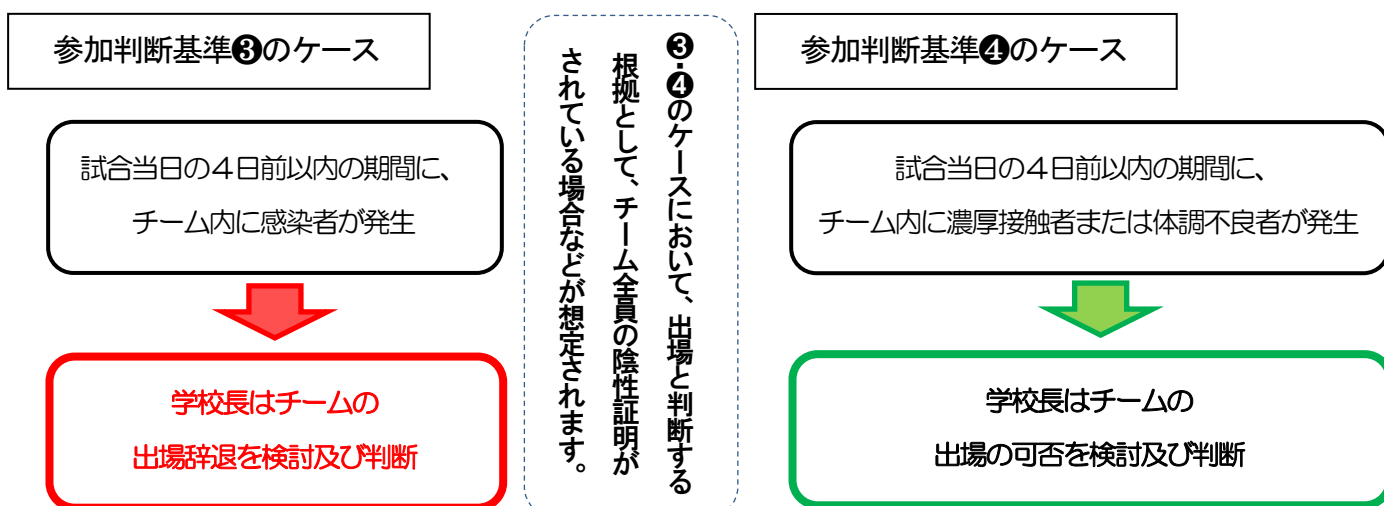 参加判断基準❸のケース
試合当日の4日前以内の期間に、
チーム内に感染者が発生
学校長はチームの
出場辞退を検討及び判断
❸・❹のケースにおいて、出場と判断する
根拠として、チーム全員の陰性証明が
されている場合などが想定されます。
参加判断基準❹のケース
試合当日の4日前以内の期間に、
チーム内に濃厚接触者または体調不良者が発生
学校長はチームの
出場の可否を検討及び判断